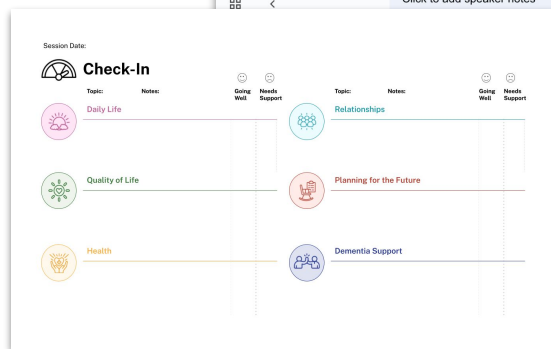 Click to add speaker notes
Session Date:
Check-In
Topic: Notes: Going Well Needs Support
Daily Life
Quality of Life
Health
Topic: Notes: Going Well Needs Support
Relationships
Planning for the Future
Dementia Support